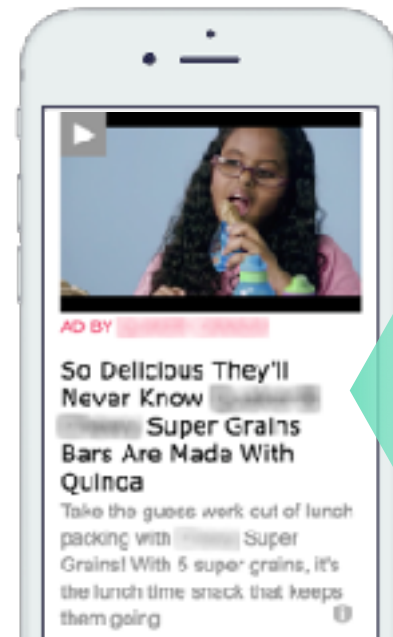 AD BY
So Delicious They'll
Never Know
Super Grains
Bars Are Made With
Quinoa
Take the guess work out of lunch
packing with Super
Grains! With 5 super grains, it's
the lunch time snack that keeps
them going